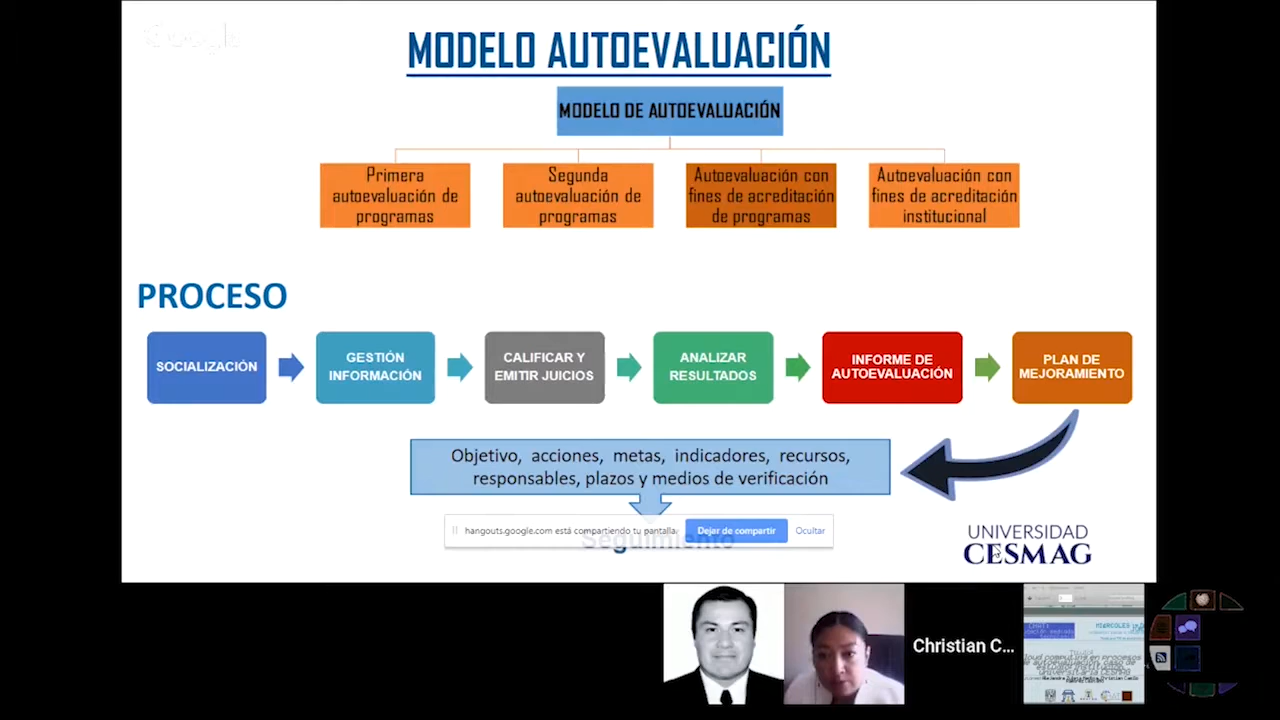 MODELO AUTOEVALUACIÓN
MODELO DE AUTOEVALUACIÓN
Primera
autoevaluación de
programas
Segunda
autoevaluación de
programas
Autoevaluación con
fines de acreditación
de programas
Autoevaluación con
fines de acreditación
institucional
PROCESO
SOCIALIZACIÓN
GESTIÓN
INFORMACIÓN
CALIFICAR Y
EMITIR JUICIOS
ANALIZAR
RESULTADOS
INFORME DE
AUTOEVALUACIÓN
PLAN DE
MEJORAMIENTO
Objetivo, acciones, metas, indicadores, recursos,
responsables, plazos y medios de verificación
hangouts.google.com está compartiendo tu pantalla. Dejar de compartir Ocultar
Seguimiento
UNIVERSIDAD
CESMAG
Christian C...